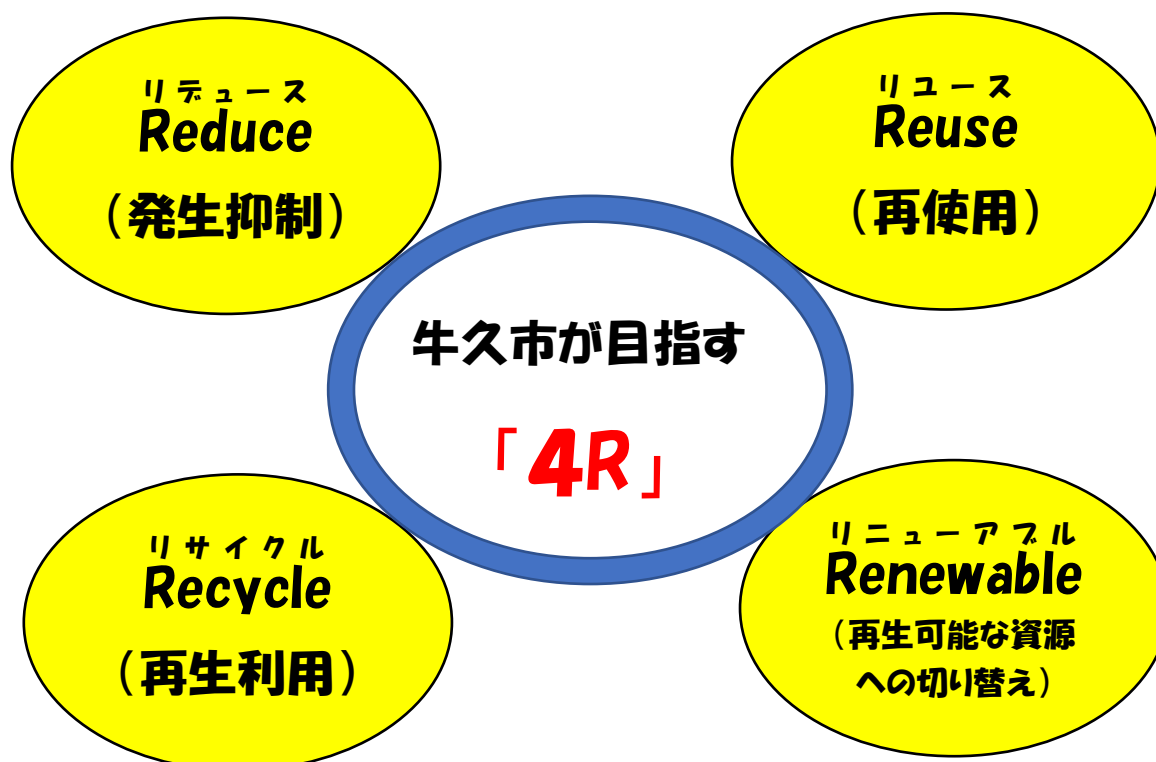 リデュース
Reduce
（発生抑制）
リユース
Reuse
（再使用）
牛久市が目指す
「4R」
リサイクル
Recycle
（再生利用）
リニューアブル
Renewable
（再生可能な資源
への切り替え）